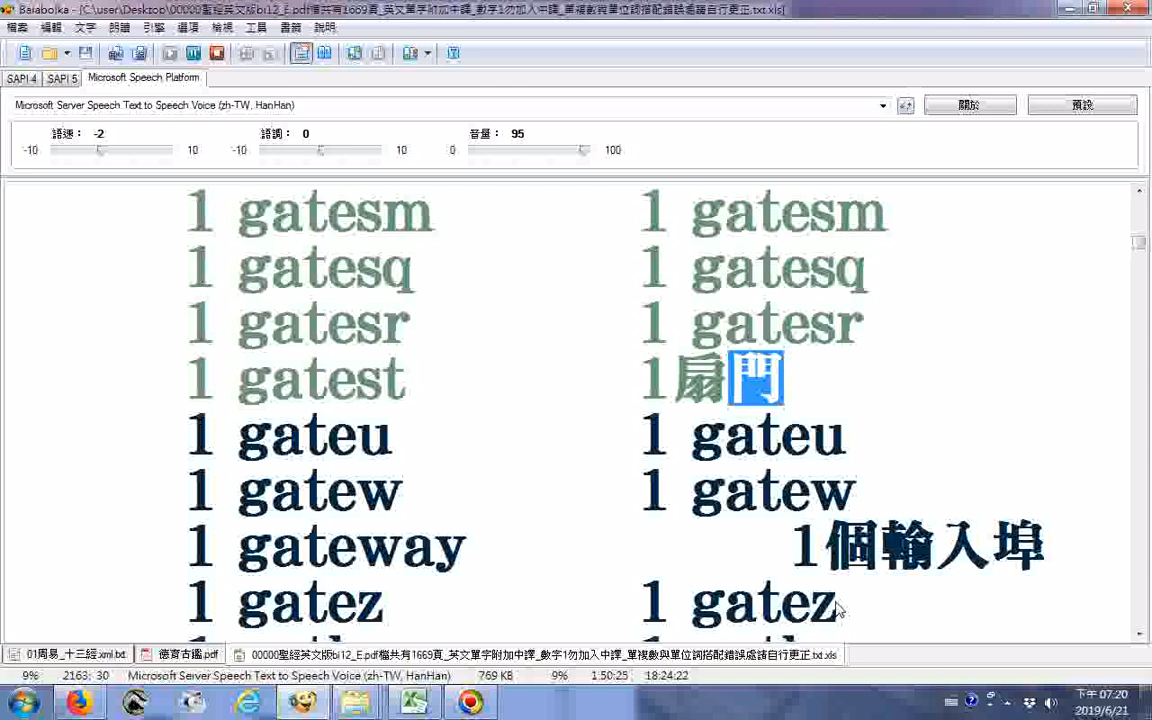 Balabolka - [C:\user\Desktop\00000聖經英文版bi12_E.pdf檔共有1669頁_英文單字附加中譯_數字1勿加入中譯_單複數與單位詞搭配錯誤處請自行更正.txt.xls]
檔案 編輯 文字 朗讀 引擎 選項 檢視 工具 書籤 說明
SAPI 4 SAPI 5 Microsoft Speech Platform
Microsoft Server Speech Text to Speech Voice (zh-TW, HanHan) 關於 預設
語速： -2 語調： 0 音量： 95
-10 10 -10 10 0 100
1 gatesm 1 gatesm
1 gatesq 1 gatesq
1 gatesr 1 gatesr
1 gatest 1扇門
1 gateu 1 gateu
1 gatew 1 gatew
1 gateway 1個輸入埠
1 gatez 1 gatez
01周易_十三經.xml.txt 德育古鑑.pdf 00000聖經英文版bi12_E.pdf檔共有1669頁_英文單字附加中譯_數字1勿加入中譯_單複數與單位詞搭配錯誤處請自行更正.txt.xls
9% 2163: 30 Microsoft Server Speech Text to Speech Voice (zh-TW, HanHan) 769 KB 9% 1:50:25 18:24:22
下午 07:20
2019/6/21